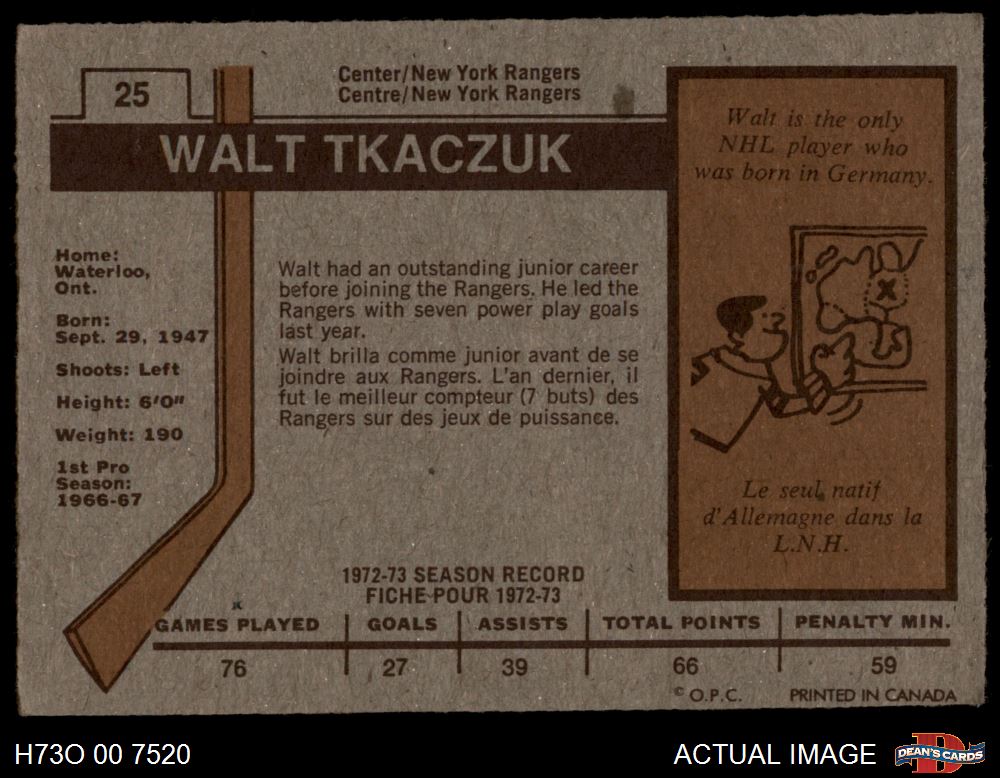 25
Center/New York Rangers
Centre/New York Rangers
WALT TKACZUK
Home:
Waterloo,
Ont.
Born:
Sept. 29, 1947
Shoots: Left
Height: 6'0"
Weight: 190
1st Pro
Season:
1966-67
Walt had an outstanding junior career
before joining the Rangers. He led the
Rangers with seven power play goals
last year.
Walt brilla comme junior avant de se
joindre aux Rangers. L'an dernier, il
fut le meilleur compteur (7 buts) des
Rangers sur des jeux de puissance.
Walt is the only
NHL player who
was born in Germany.
X
Le seul natif
d'Allemagne dans la
L.N.H.
1972-73 SEASON RECORD
FICHE POUR 1972-73
GAMES PLAYED GOALS ASSISTS TOTAL POINTS PENALTY MIN.
76 27 39 66 59
© O.P.C. PRINTED IN CANADA
H73O 00 7520
ACTUAL IMAGE
DEAN'S CARDS